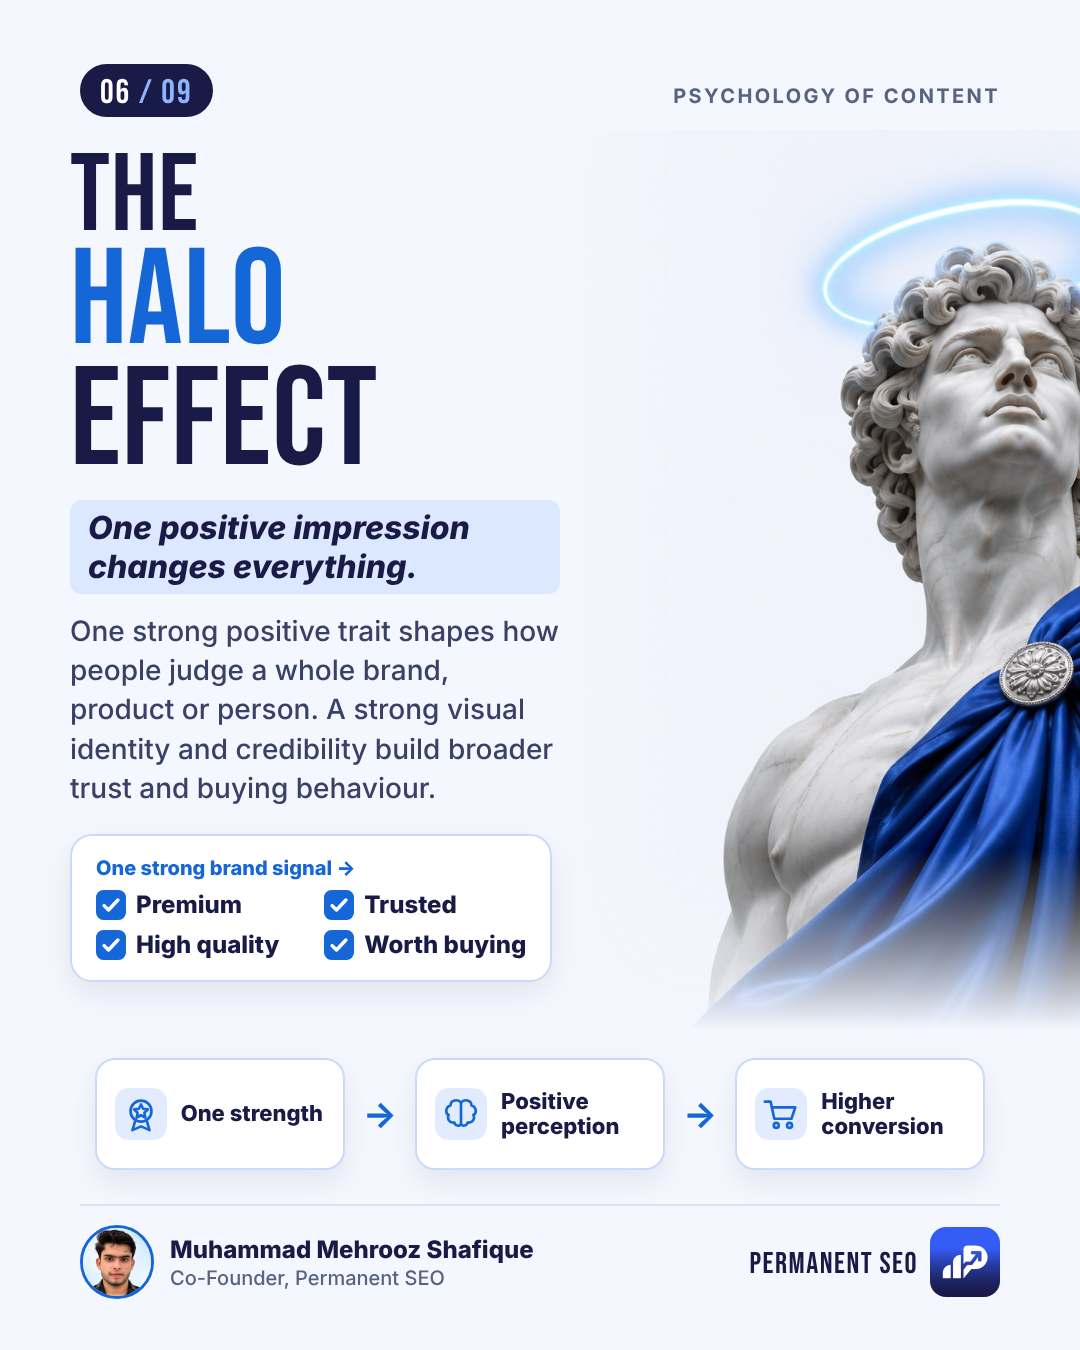 06 / 09
PSYCHOLOGY OF CONTENT
THE
HALO
EFFECT
One positive impression
changes everything.
One strong positive trait shapes how
people judge a whole brand,
product or person. A strong visual
identity and credibility build broader
trust and buying behaviour.
One strong brand signal →
Premium
Trusted
High quality
Worth buying
One strength
→
Positive
perception
→
Higher
conversion
Muhammad Mehrooz Shafique
Co-Founder, Permanent SEO
PERMANENT SEO